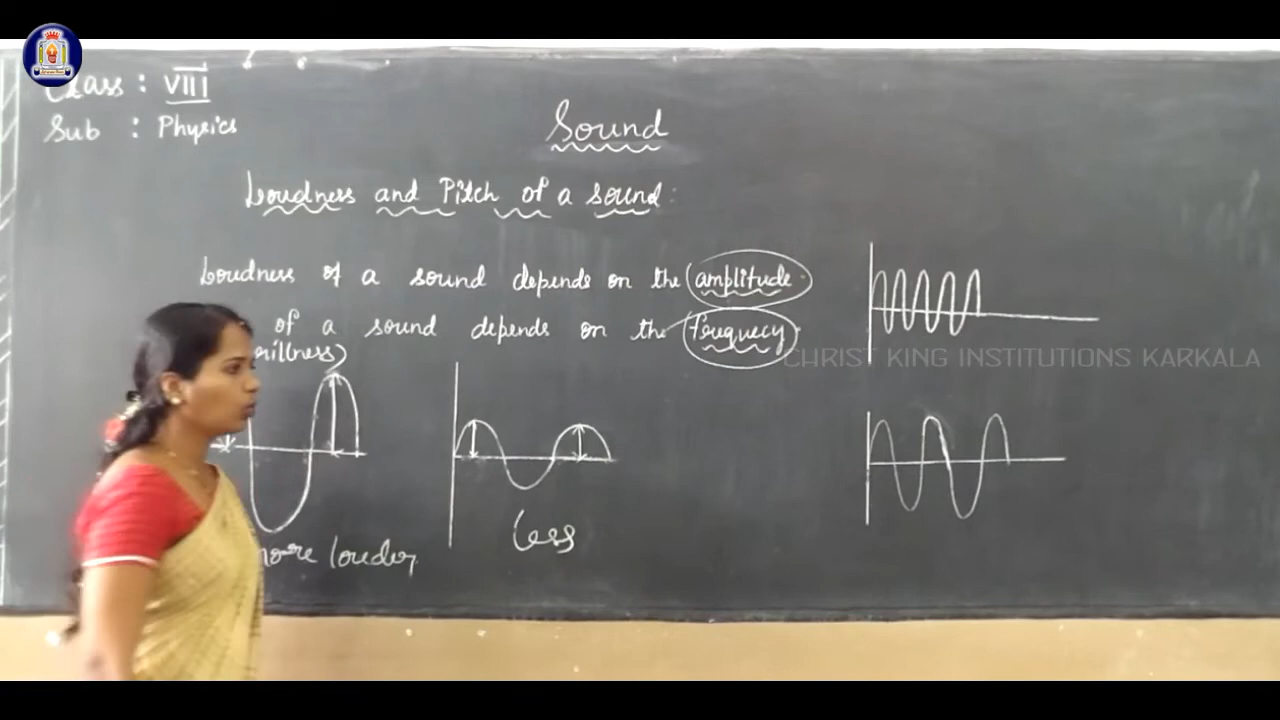 Class : VIII
Sub : Physics
Sound
Loudness and Pitch of a sound:
Loudness of a sound depends on the amplitude.
of a sound depends on the frequecy.
CHRIST KING INSTITUTIONS KARKALA
more louder
less